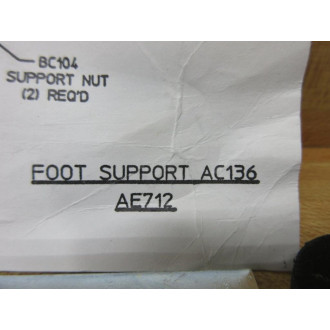 BC104
SUPPORT NUT
(2) REQ'D
FOOT SUPPORT AC136
AE712